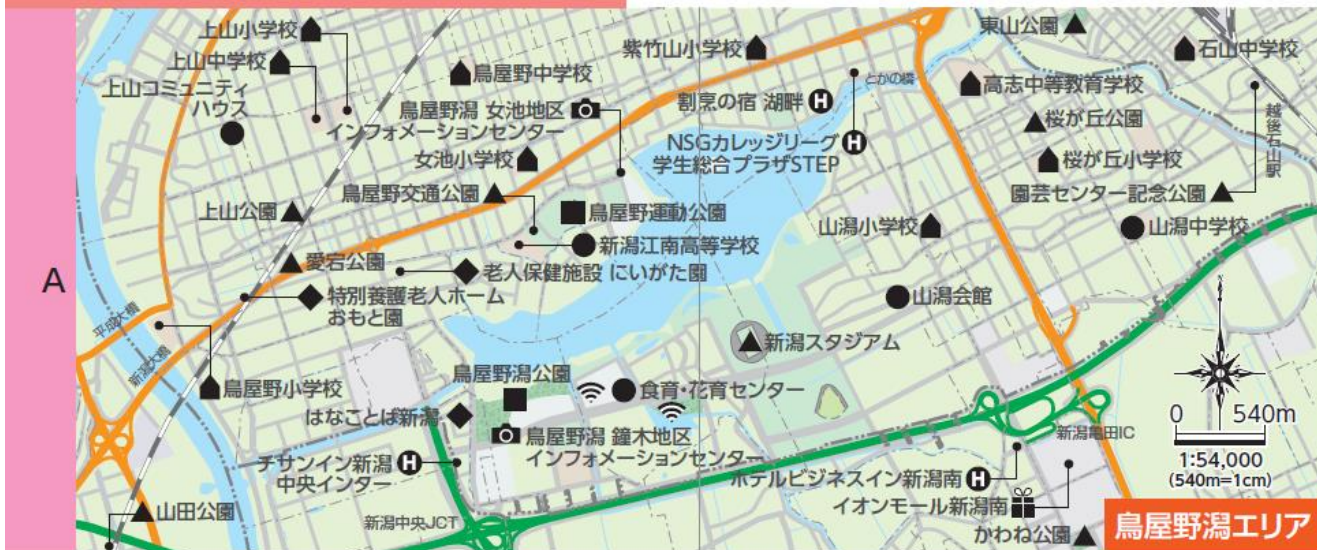 上山小学校
上山中学校
上山コミュニティ
ハウス
鳥屋野中学校
鳥屋野潟 女池地区
インフォメーションセンター
女池小学校
鳥屋野交通公園
紫竹山小学校
割烹の宿 湖畔
NSGカレッジリーグ
学生総合プラザSTEP
とやの橋
東山公園
石山中学校
高志中等教育学校
桜が丘公園
桜が丘小学校
越後石山駅
園芸センター記念公園
上山公園
鳥屋野運動公園
新潟江南高等学校
山潟小学校
山潟中学校
A
愛宕公園
老人保健施設 にいがた園
特別養護老人ホーム
おもと園
山潟会館
平成大橋
新潟大橋
新潟スタジアム
鳥屋野小学校
鳥屋野潟公園
食育・花育センター
はなことば新潟
鳥屋野潟 鐘木地区
インフォメーションセンター
0 540m
1:54,000
(540m=1cm)
新潟亀田IC
チサンイン新潟
中央インター
ホテルビジネスイン新潟南
イオンモール新潟南
山田公園
新潟中央JCT
かわね公園
鳥屋野潟エリア